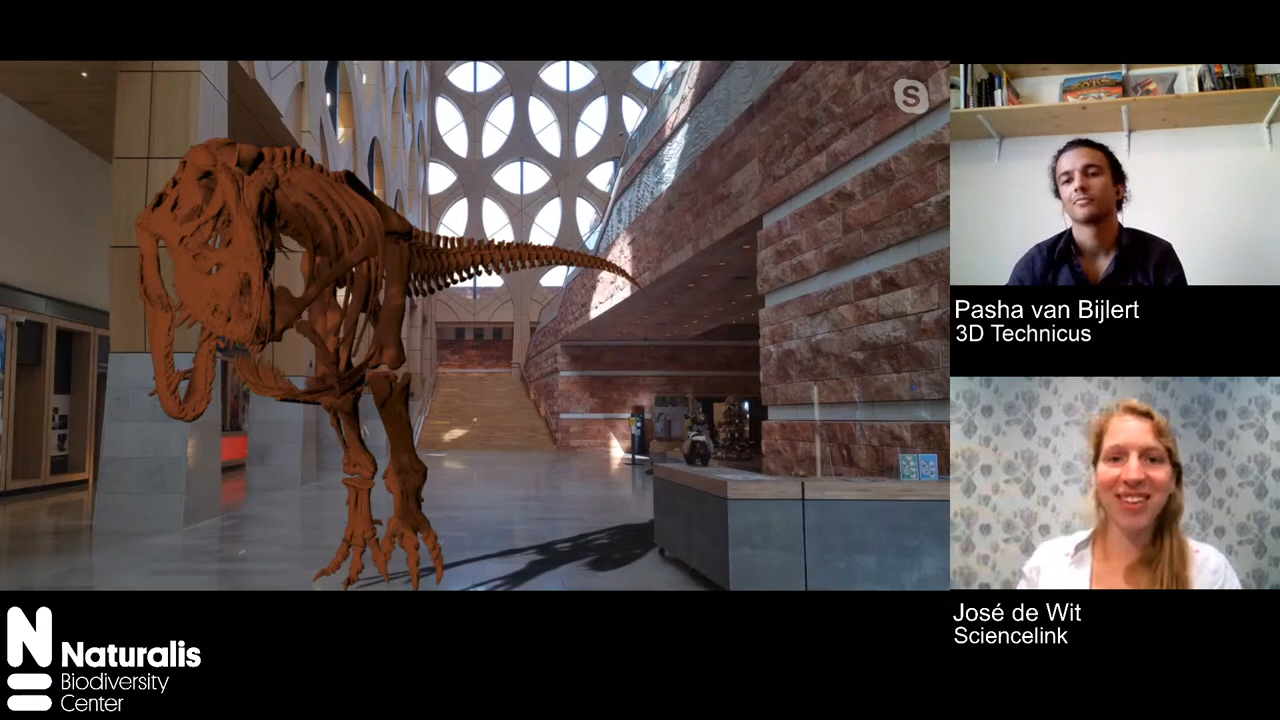 S
Pasha van Bijlert
3D Technicus
José de Wit
Sciencelink
N
Naturalis
Biodiversity
Center